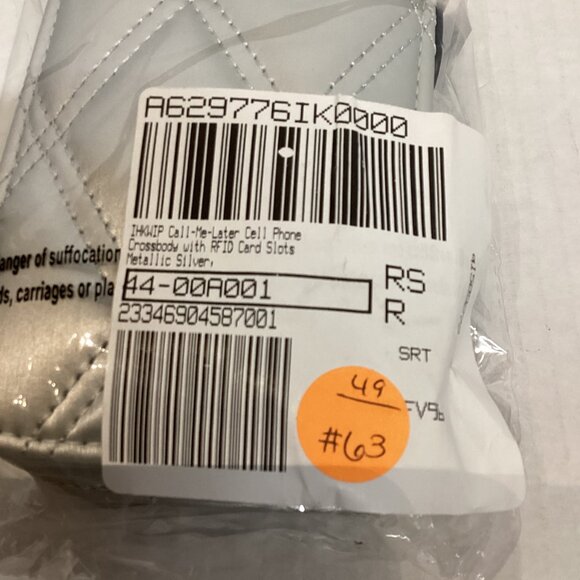 A629776IK0000
IHKWIP Call-Me-Later Cell Phone
Crossbody with RFID Card Slots
Metallic Silver,
anger of suffocation
ds, carriages or pla
44-00A001
RS
R
23346904587001
SRT
FV96
49
#63